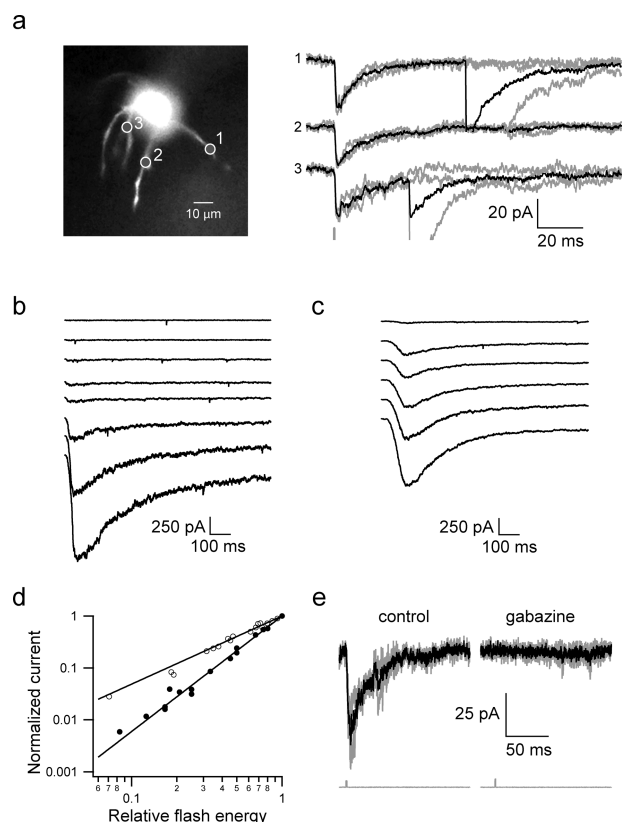 a
1
2
3
10 µm
1
2
3
20 pA
20 ms
b
c
250 pA
100 ms
250 pA
100 ms
d
Normalized current
1
0.1
0.01
0.001
6 7 8 0.1 2 3 4 5 6 7 8 1
Relative flash energy
e
control
gabazine
25 pA
50 ms